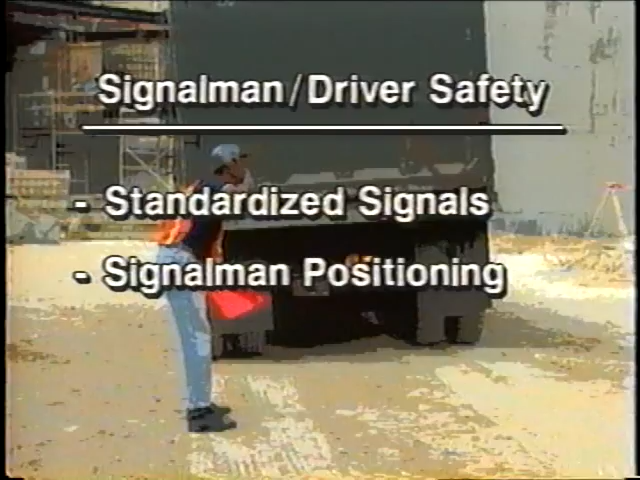 Signalman/Driver Safety
- Standardized Signals
- Signalman Positioning